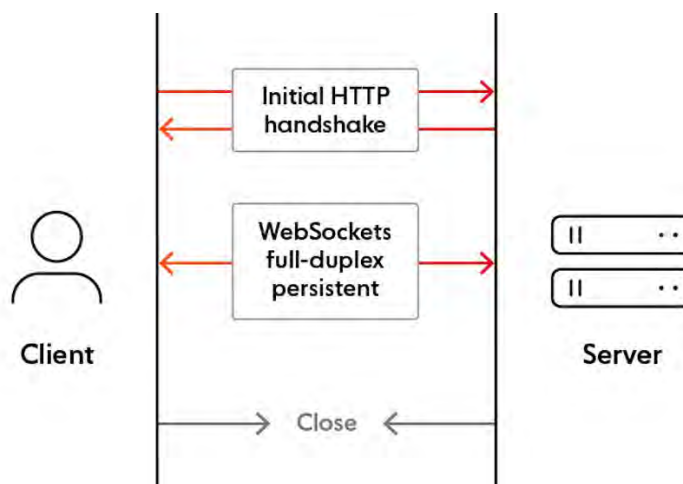 Initial HTTP
handshake
WebSockets
full-duplex
persistent
Client
Server
Close